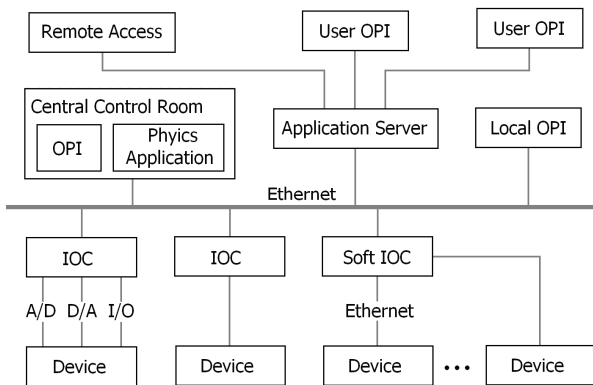 Remote Access
User OPI
User OPI
Central Control Room
OPI
Phyics
Application
Application Server
Local OPI
Ethernet
IOC
IOC
Soft IOC
A/D
D/A
I/O
Ethernet
Device
Device
Device
•••
Device